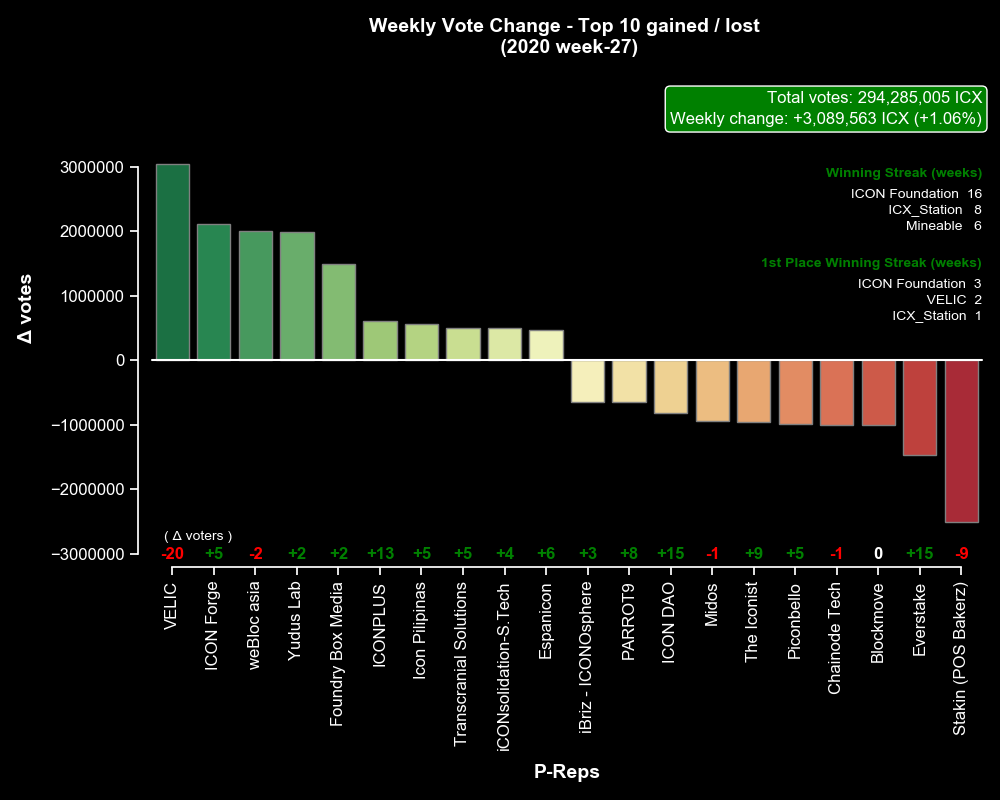 Weekly Vote Change - Top 10 gained / lost
(2020 week-27)
Total votes: 294,285,005 ICX
Weekly change: +3,089,563 ICX (+1.06%)
Winning Streak (weeks)
ICON Foundation 16
ICX_Station 8
Mineable 6
1st Place Winning Streak (weeks)
ICON Foundation 3
VELIC 2
ICX_Station 1
Δ votes
3000000
2000000
1000000
0
−1000000
−2000000
−3000000
( Δ voters )
-20 +5 -2 +2 +2 +13 +5 +5 +4 +6 +3 +8 +15 -1 +9 +5 -1 0 +15 -9
VELIC
ICON Forge
weBloc asia
Yudus Lab
Foundry Box Media
ICONPLUS
Icon Pilipinas
Transcranial Solutions
iCONsolidation-S.Tech
Espanicon
iBriz - ICONOsphere
PARROT9
ICON DAO
Midos
The Iconist
Piconbello
Chainode Tech
Blockmove
Everstake
Stakin (POS Bakerz)
P-Reps